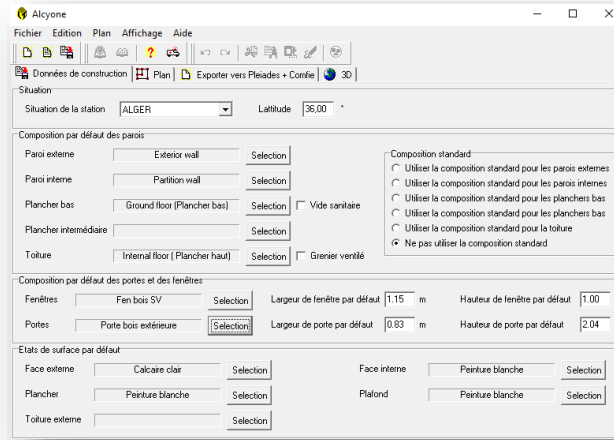 Alcyone
Fichier Edition Plan Affichage Aide
Données de construction Plan Exporter vers Pleiades + Comfie 3D
Situation
Situation de la station ALGER Lattitude 36,00 °
Composition par défaut des parois
Paroi externe Exterior wall Selection
Paroi interne Partition wall Selection
Plancher bas Ground floor (Plancher bas) Selection Vide sanitaire
Plancher intermédiaire Selection
Toiture Internal floor ( Plancher haut) Selection Grenier ventilé
Composition standard
Utiliser la composition standard pour les parois externes
Utiliser la composition standard pour les parois internes
Utiliser la composition standard pour les planchers bas
Utiliser la composition standard pour les planchers bas
Utiliser la composition standard pour la toiture
Ne pas utiliser la composition standard
Composition par défaut des portes et des fenêtres
Fenêtres Fen bois SV Selection Largeur de fenêtre par défaut 1.15 m Hauteur de fenêtre par défaut 1.00
Portes Porte bois extérieure Selection Largeur de porte par défaut 0.83 m Hauteur de porte par défaut 2.04
Etats de surface par défaut
Face externe Calcaire clair Selection Face interne Peinture blanche Selection
Plancher Peinture blanche Selection Plafond Peinture blanche Selection
Toiture externe Selection